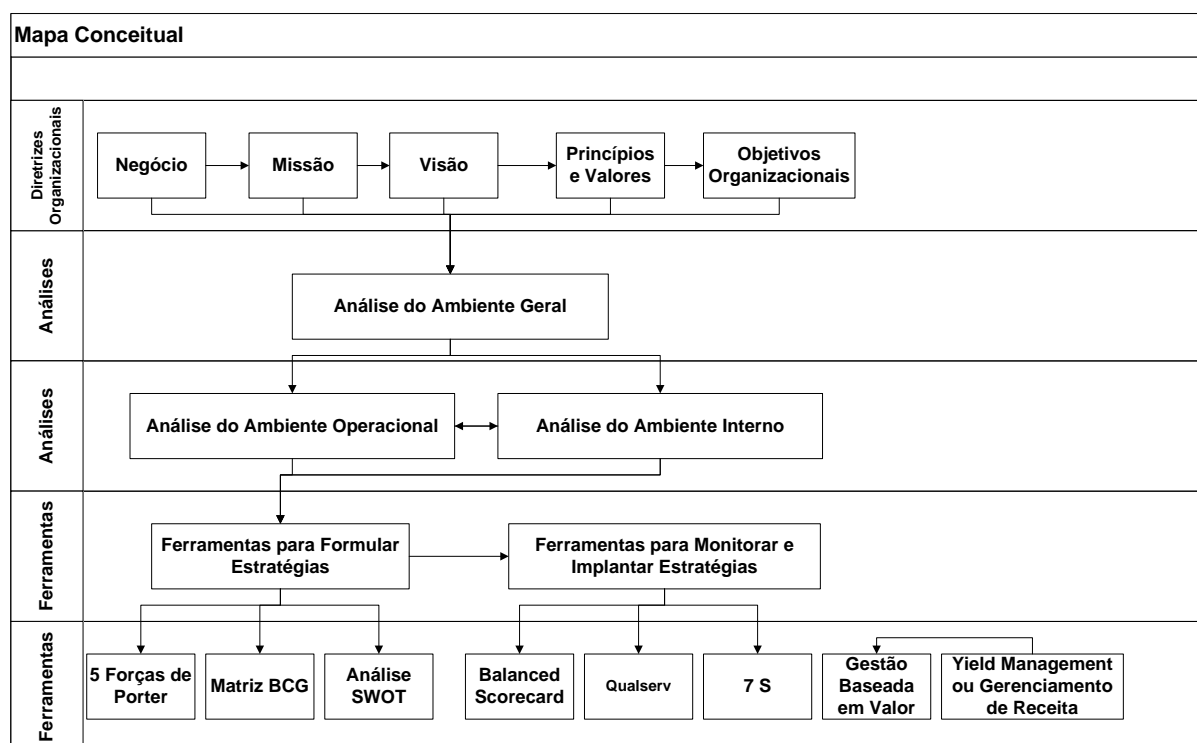 Mapa Conceitual
Diretrizes
Organizacionais
Negócio
Missão
Visão
Princípios
e Valores
Objetivos
Organizacionais
Análises
Análise do Ambiente Geral
Análises
Análise do Ambiente Operacional
Análise do Ambiente Interno
Ferramentas
Ferramentas para Formular
Estratégias
Ferramentas para Monitorar e
Implantar Estratégias
Ferramentas
5 Forças de
Porter
Matriz BCG
Análise
SWOT
Balanced
Scorecard
Qualserv
7 S
Gestão
Baseada
em Valor
Yield Management
ou Gerenciamento
de Receita